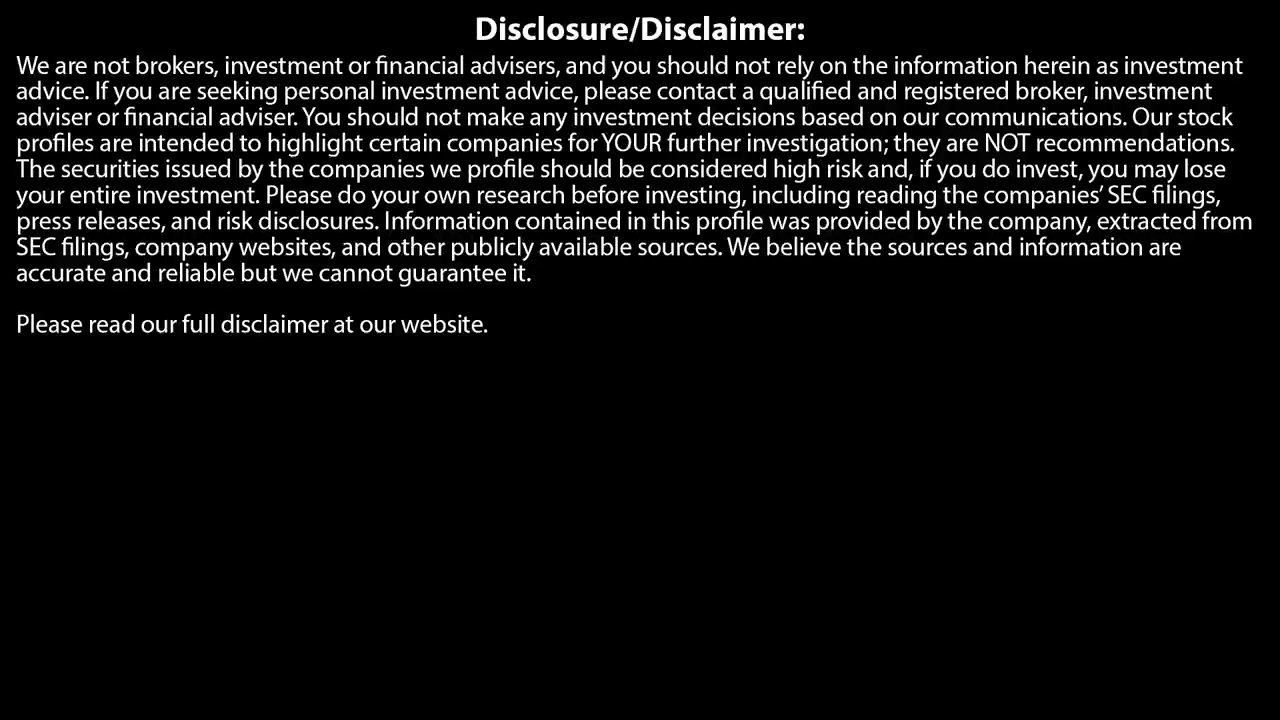 Disclosure/Disclaimer:
We are not brokers, investment or financial advisers, and you should not rely on the information herein as investment
advice. If you are seeking personal investment advice, please contact a qualified and registered broker, investment
adviser or financial adviser. You should not make any investment decisions based on our communications. Our stock
profiles are intended to highlight certain companies for YOUR further investigation; they are NOT recommendations.
The securities issued by the companies we profile should be considered high risk and, if you do invest, you may lose
your entire investment. Please do your own research before investing, including reading the companies’ SEC filings,
press releases, and risk disclosures. Information contained in this profile was provided by the company, extracted from
SEC filings, company websites, and other publicly available sources. We believe the sources and information are
accurate and reliable but we cannot guarantee it.
Please read our full disclaimer at our website.